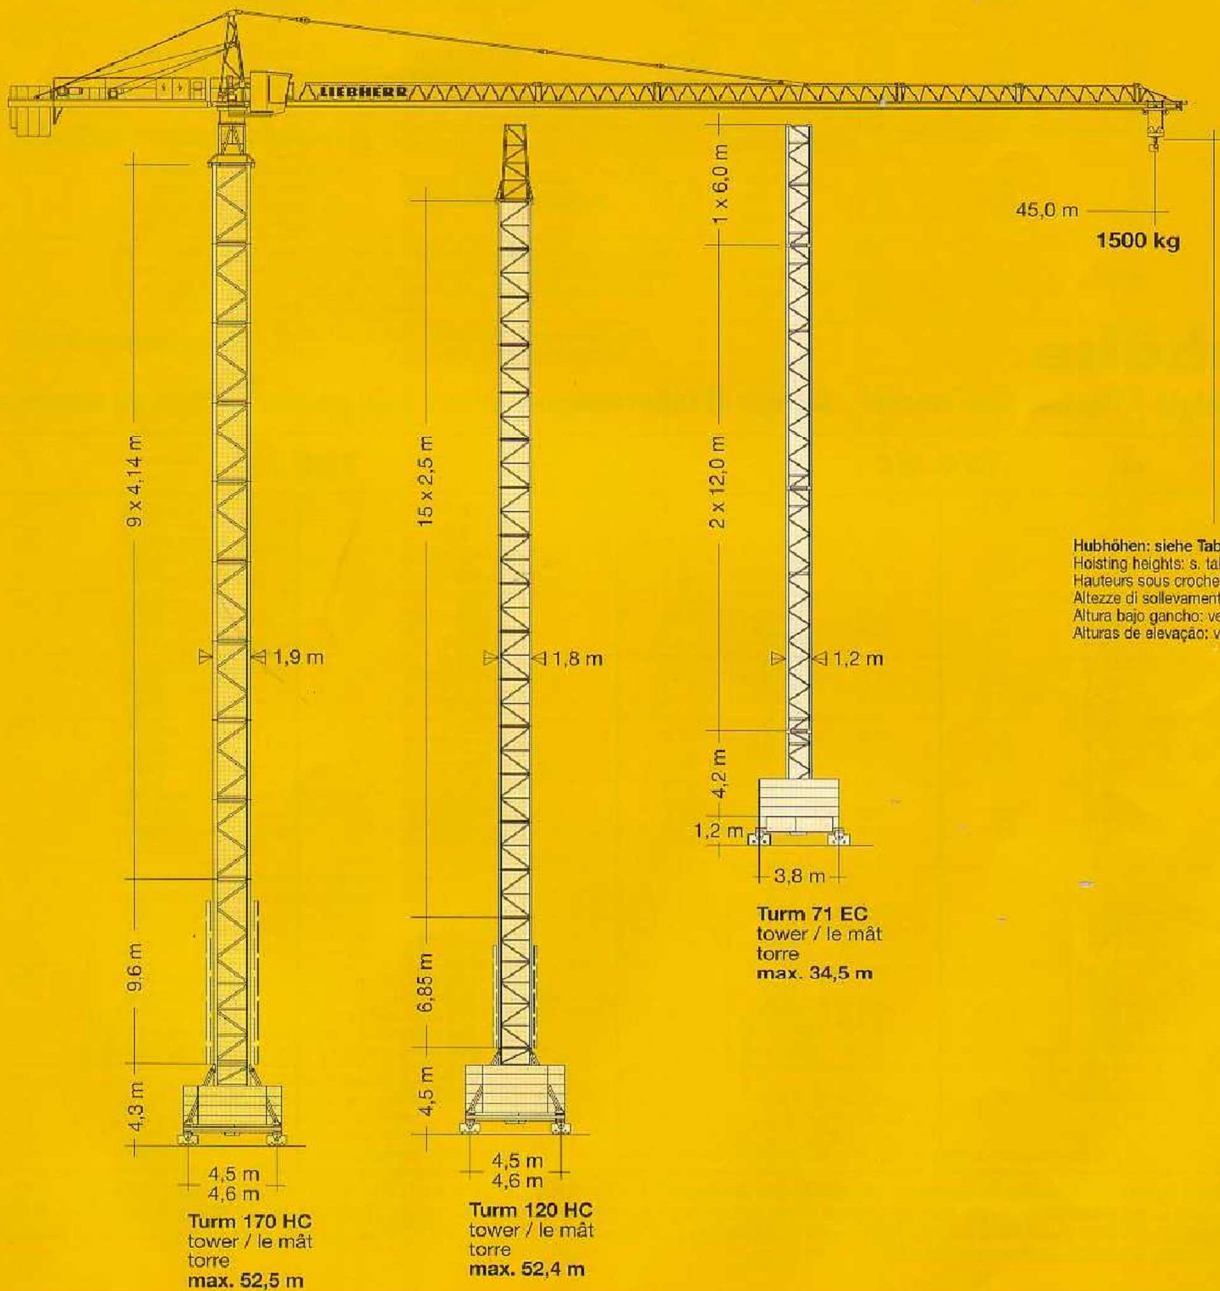 LIEBHERR
1 x 6,0 m
45,0 m
1500 kg
9 x 4,14 m
15 x 2,5 m
2 x 12,0 m
Hubhöhen: siehe Tab
Hoisting heights: s. tal
Hauteurs sous croche
Altezze di sollevament
Altura bajo gancho: ve
Alturas de elevação: v
1,9 m
1,8 m
1,2 m
4,2 m
1,2 m
3,8 m
Turm 71 EC
tower / le mât
torre
max. 34,5 m
9,6 m
6,85 m
4,3 m
4,5 m
4,5 m
4,6 m
Turm 170 HC
tower / le mât
torre
max. 52,5 m
4,5 m
4,6 m
Turm 120 HC
tower / le mât
torre
max. 52,4 m